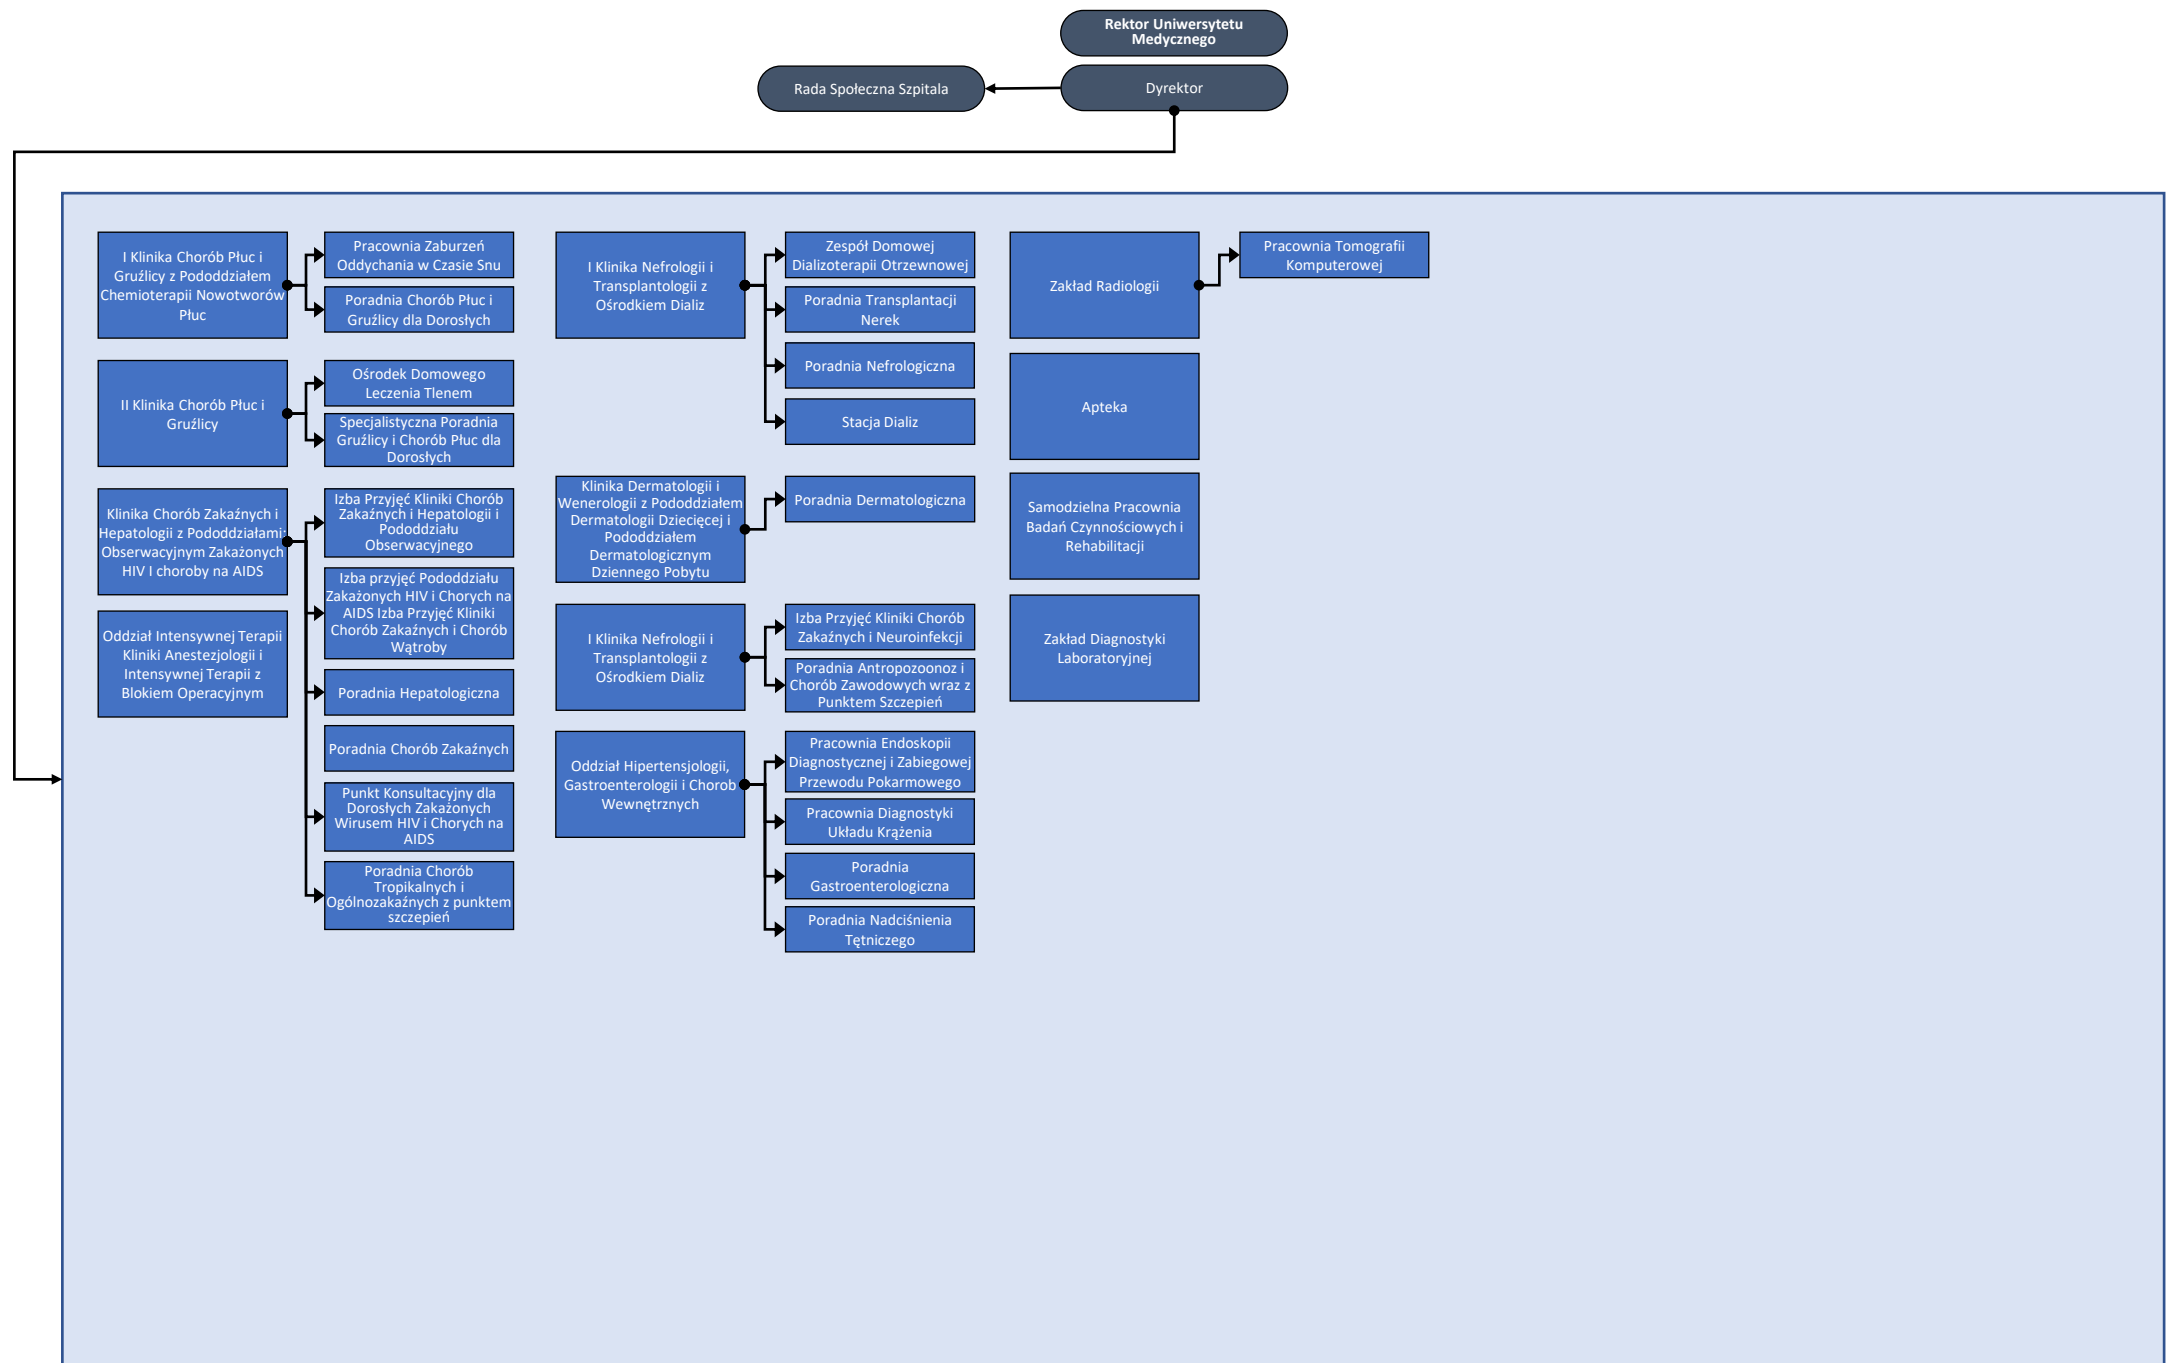 Rektor Uniwersytetu
Medycznego
Rada Społeczna Szpitala
Dyrektor
I Klinika Chorób Płuc i
Gruźlicy z Pododdziałem
Chemioterapii Nowotworów
Płuc
Pracownia Zaburzeń
Oddychania w Czasie Snu
Poradnia Chorób Płuc i
Gruźlicy dla Dorosłych
II Klinika Chorób Płuc i
Gruźlicy
Ośrodek Domowego
Leczenia Tlenem
Specjalistyczna Poradnia
Gruźlicy i Chorób Płuc dla
Dorosłych
Klinika Chorób Zakaźnych i
Hepatologii z Pododdziałami:
Obserwacyjnym Zakażonych
HIV I choroby na AIDS
Izba Przyjęć Kliniki Chorób
Zakaźnych i Hepatologii i
Pododdziału
Obserwacyjnego
Izba przyjęć Pododdziału
Zakażonych HIV i Chorych na
AIDS Izba Przyjęć Kliniki
Chorób Zakaźnych i Chorób
Wątroby
Poradnia Hepatologiczna
Poradnia Chorób Zakaźnych
Punkt Konsultacyjny dla
Dorosłych Zakażonych
Wirusem HIV i Chorych na
AIDS
Poradnia Chorób
Tropikalnych i
Ogólnozakaźnych z punktem
szczepień
Oddział Intensywnej Terapii
Kliniki Anestezjologii i
Intensywnej Terapii z
Blokiem Operacyjnym
I Klinika Nefrologii i
Transplantologii z
Ośrodkiem Dializ
Zespół Domowej
Dializoterapii Otrzewnowej
Poradnia Transplantacji
Nerek
Poradnia Nefrologiczna
Stacja Dializ
Klinika Dermatologii i
Wenerologii z Pododdziałem
Dermatologii Dziecięcej i
Pododdziałem
Dermatologicznym
Dziennego Pobytu
Poradnia Dermatologiczna
I Klinika Nefrologii i
Transplantologii z
Ośrodkiem Dializ
Izba Przyjęć Kliniki Chorób
Zakaźnych i Neuroinfekcji
Poradnia Antropozoonoz i
Chorób Zawodowych wraz z
Punktem Szczepień
Oddział Hipertensjologii,
Gastroenterologii i Chorob
Wewnętrznych
Pracownia Endoskopii
Diagnostycznej i Zabiegowej
Przewodu Pokarmowego
Pracownia Diagnostyki
Układu Krążenia
Poradnia
Gastroenterologiczna
Poradnia Nadciśnienia
Tętniczego
Zakład Radiologii
Pracownia Tomografii
Komputerowej
Apteka
Samodzielna Pracownia
Badań Czynnościowych i
Rehabilitacji
Zakład Diagnostyki
Laboratoryjnej